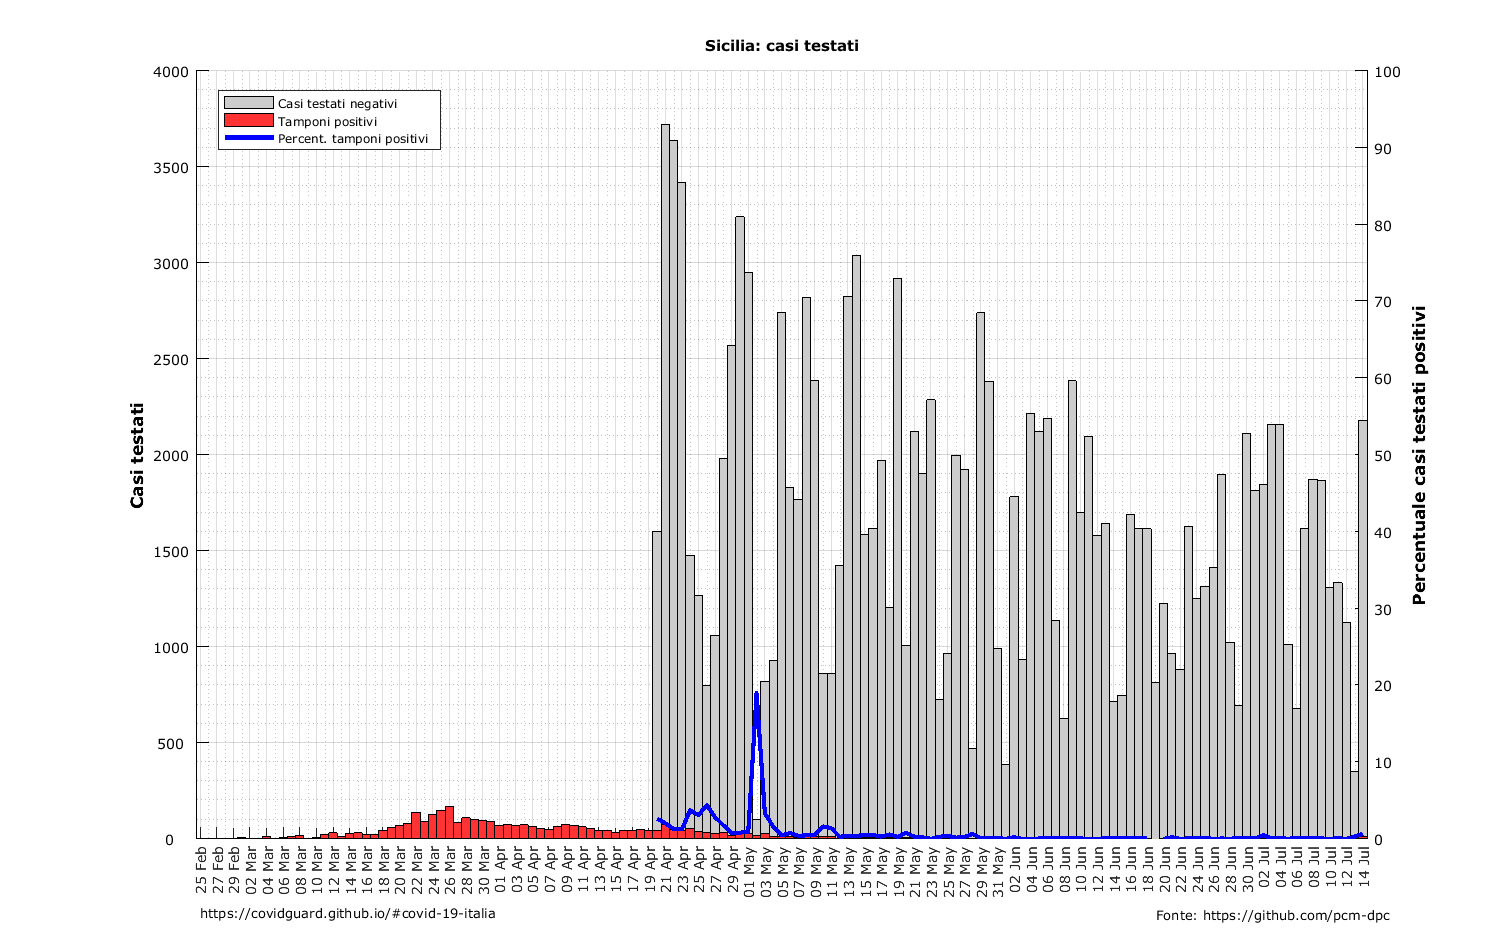 Sicilia: casi testati
Casi testati negativi
Tamponi positivi
Percent. tamponi positivi
Casi testati
4000
3500
3000
2500
2000
1500
1000
500
0
100
90
80
70
60
50
40
30
20
10
0
Percentuale casi testati positivi
25 Feb
27 Feb
29 Feb
02 Mar
04 Mar
06 Mar
08 Mar
10 Mar
12 Mar
14 Mar
16 Mar
18 Mar
20 Mar
22 Mar
24 Mar
26 Mar
28 Mar
30 Mar
01 Apr
03 Apr
05 Apr
07 Apr
09 Apr
11 Apr
13 Apr
15 Apr
17 Apr
19 Apr
21 Apr
23 Apr
25 Apr
27 Apr
29 Apr
01 May
03 May
05 May
07 May
09 May
11 May
13 May
15 May
17 May
19 May
21 May
23 May
25 May
27 May
29 May
31 May
02 Jun
04 Jun
06 Jun
08 Jun
10 Jun
12 Jun
14 Jun
16 Jun
18 Jun
20 Jun
22 Jun
24 Jun
26 Jun
28 Jun
30 Jun
02 Jul
04 Jul
06 Jul
08 Jul
10 Jul
12 Jul
14 Jul
https://covidguard.github.io/#covid-19-italia
Fonte: https://github.com/pcm-dpc